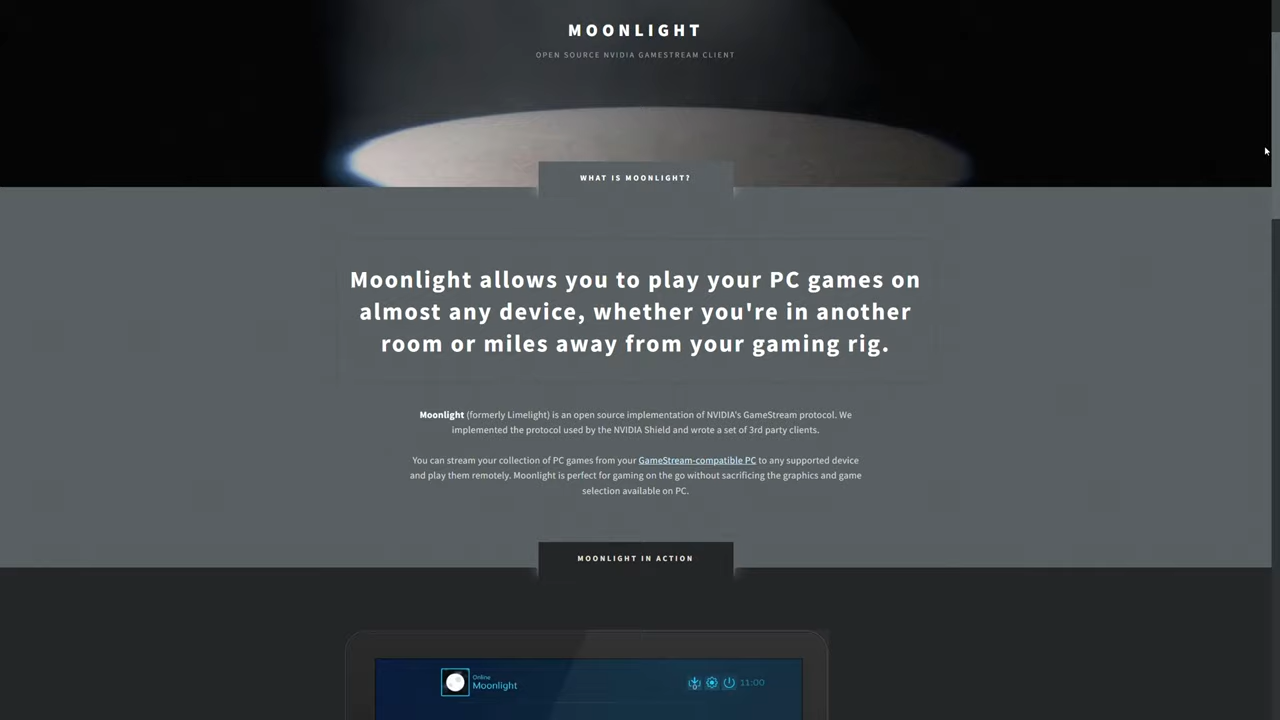 MOONLIGHT
OPEN SOURCE NVIDIA GAMESTREAM CLIENT
WHAT IS MOONLIGHT?
Moonlight allows you to play your PC games on
almost any device, whether you're in another
room or miles away from your gaming rig.
Moonlight (formerly Limelight) is an open source implementation of NVIDIA's GameStream protocol. We
implemented the protocol used by the NVIDIA Shield and wrote a set of 3rd party clients.
You can stream your collection of PC games from your GameStream-compatible PC to any supported device
and play them remotely. Moonlight is perfect for gaming on the go without sacrificing the graphics and game
selection available on PC.
MOONLIGHT IN ACTION
Online
Moonlight
11:00